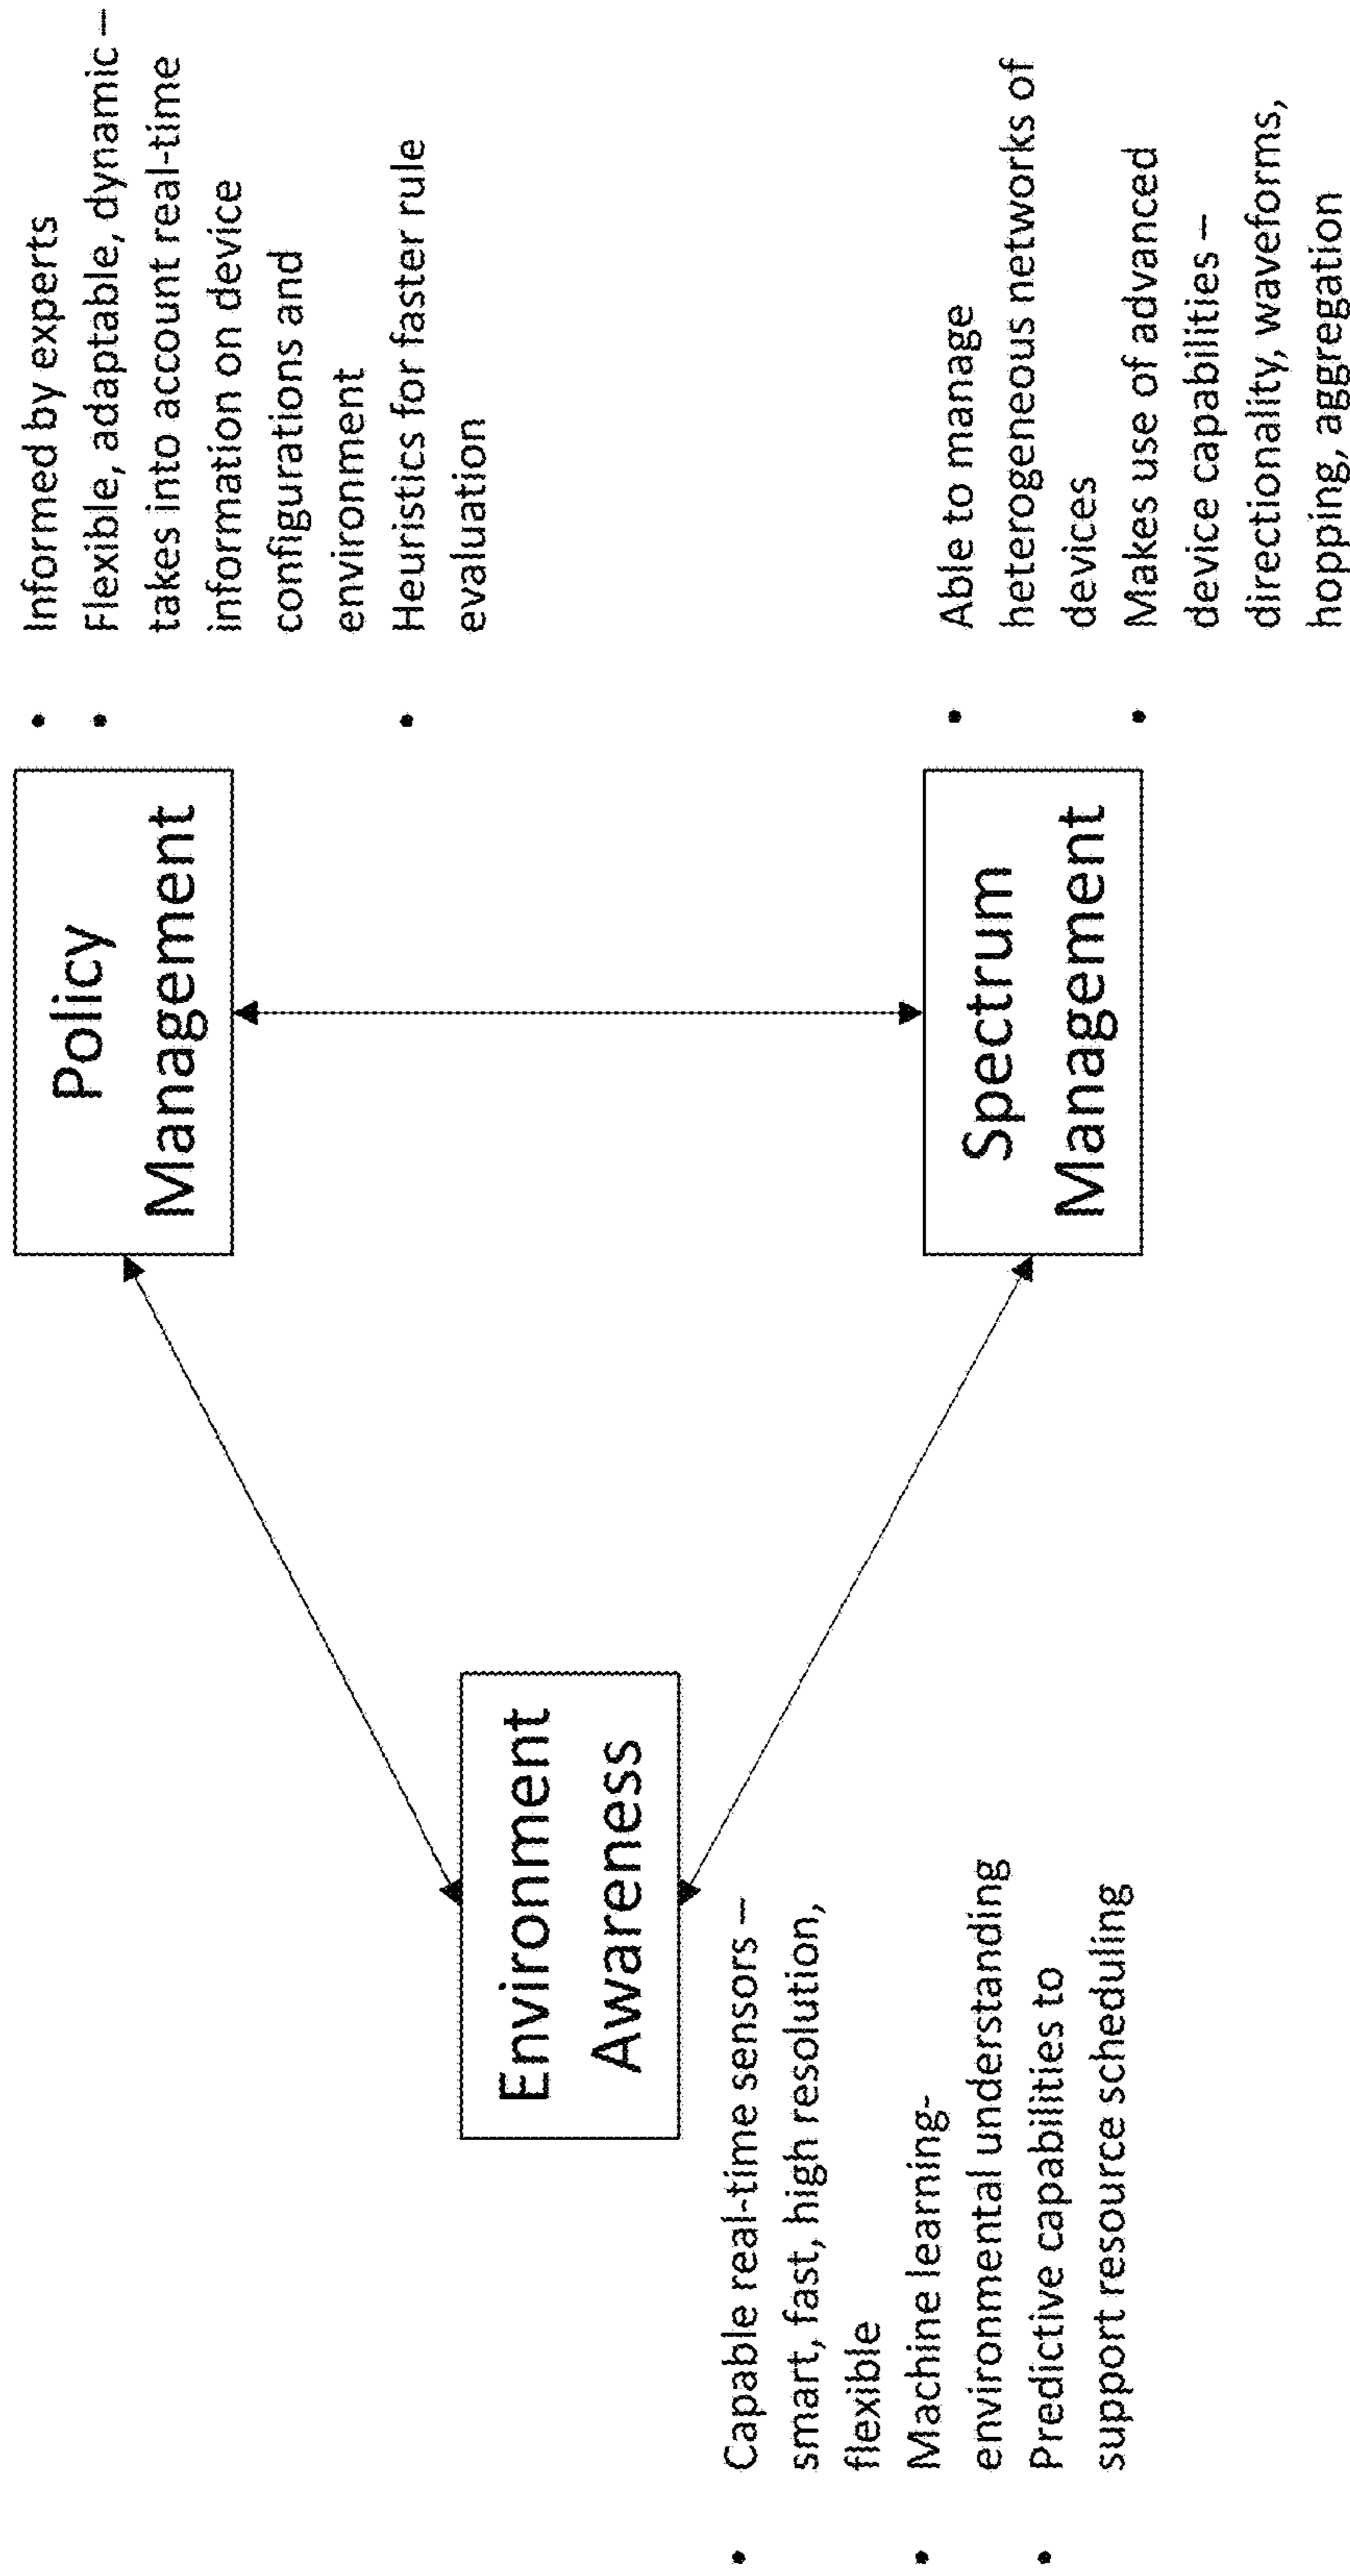 Policy
Management
• Informed by experts
• Flexible, adaptable, dynamic –
takes into account real-time
information on device
configurations and
environment
• Heuristics for faster rule
evaluation
Environment
Awareness
• Capable real-time sensors –
smart, fast, high resolution,
flexible
• Machine learning-
environmental understanding
• Predictive capabilities to
support resource scheduling
Spectrum
Management
• Able to manage
heterogeneous networks of
devices
• Makes use of advanced
device capabilities –
directionality, waveforms,
hopping, aggregation